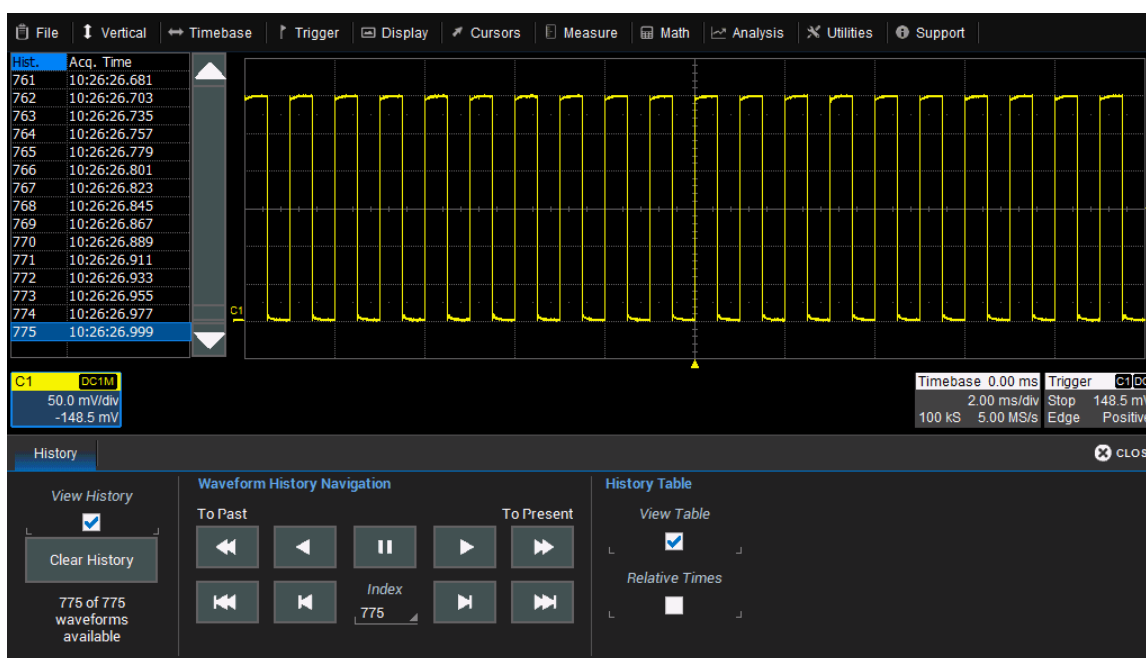 File Vertical Timebase Trigger Display Cursors Measure Math Analysis Utilities Support
Hist. Acq. Time
761 10:26:26.681
762 10:26:26.703
763 10:26:26.735
764 10:26:26.757
765 10:26:26.779
766 10:26:26.801
767 10:26:26.823
768 10:26:26.845
769 10:26:26.867
770 10:26:26.889
771 10:26:26.911
772 10:26:26.933
773 10:26:26.955
774 10:26:26.977
775 10:26:26.999
C1
C1 DC1M
50.0 mV/div
-148.5 mV
Timebase 0.00 ms
2.00 ms/div
100 kS 5.00 MS/s
Trigger C1 DC
Stop 148.5 mV
Edge Positive
History
CLOS
View History
Clear History
775 of 775
waveforms
available
Waveform History Navigation
To Past To Present
Index
775
History Table
View Table
Relative Times